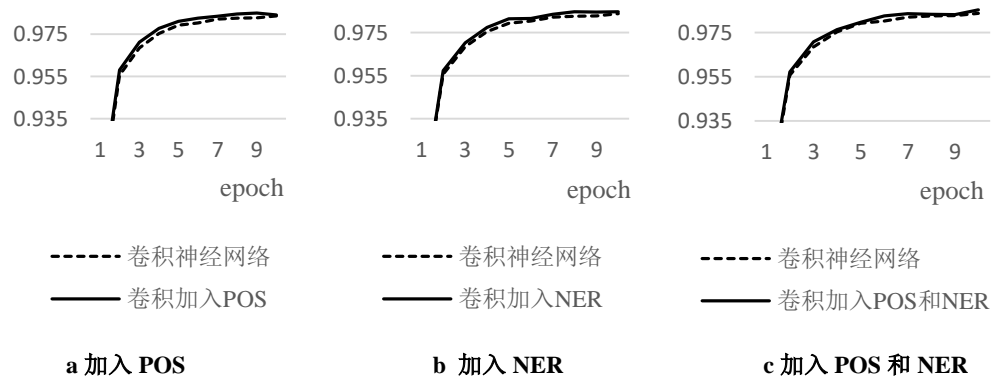 0.975
0.955
0.935
1 3 5 7 9
epoch
卷积神经网络
卷积加入POS
a 加入 POS
0.975
0.955
0.935
1 3 5 7 9
epoch
卷积神经网络
卷积加入NER
b 加入 NER
0.975
0.955
0.935
1 3 5 7 9
epoch
卷积神经网络
卷积加入POS和NER
c 加入 POS 和 NER